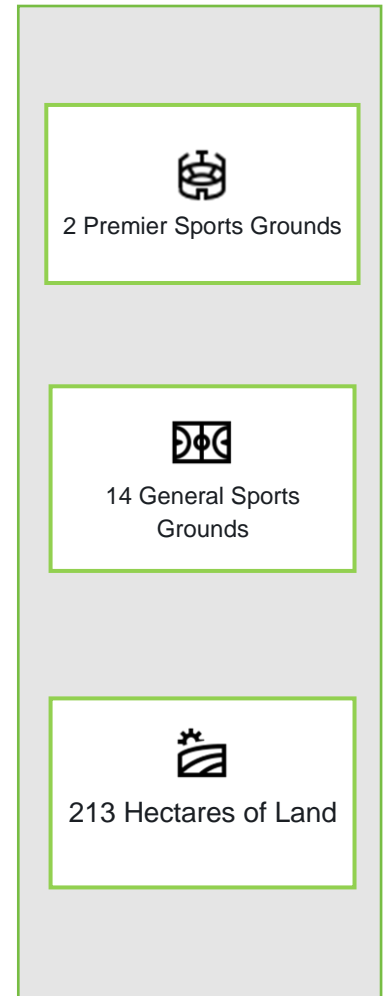 2 Premier Sports Grounds
14 General Sports
Grounds
213 Hectares of Land